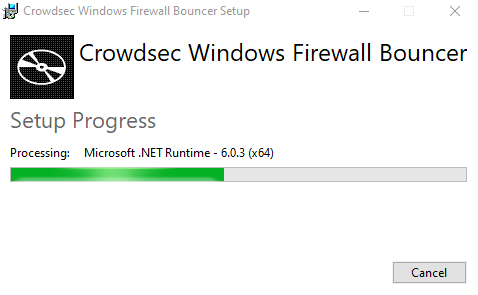 Crowdsec Windows Firewall Bouncer Setup
Crowdsec Windows Firewall Bouncer
Setup Progress
Processing: Microsoft .NET Runtime - 6.0.3 (x64)
Cancel